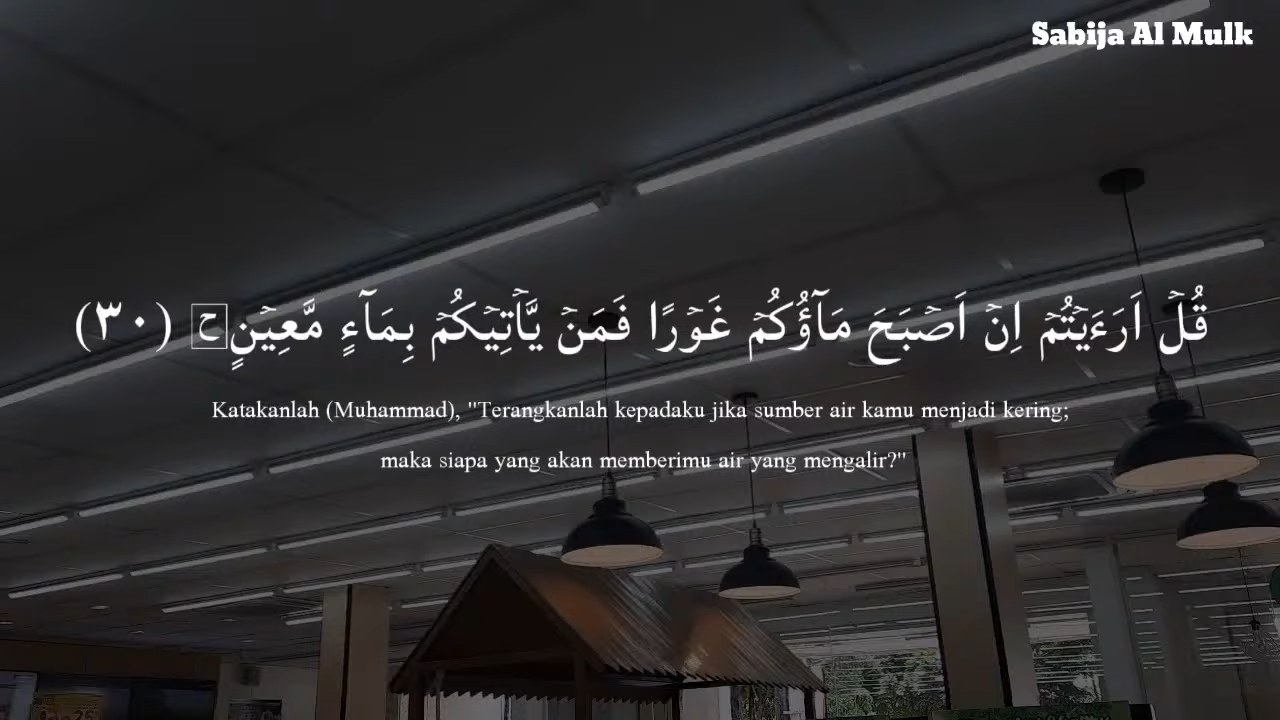 Sabija Al Mulk
قُلْ اَرَءَيْتُمْ اِنْ اَصْبَحَ مَآؤُكُمْ غَوْرًا فَمَنْ يَّأْتِيْكُمْ بِمَآءٍ مَّعِيْنٍࣖ (٣٠)
Katakanlah (Muhammad), "Terangkanlah kepadaku jika sumber air kamu menjadi kering;
maka siapa yang akan memberimu air yang mengalir?"